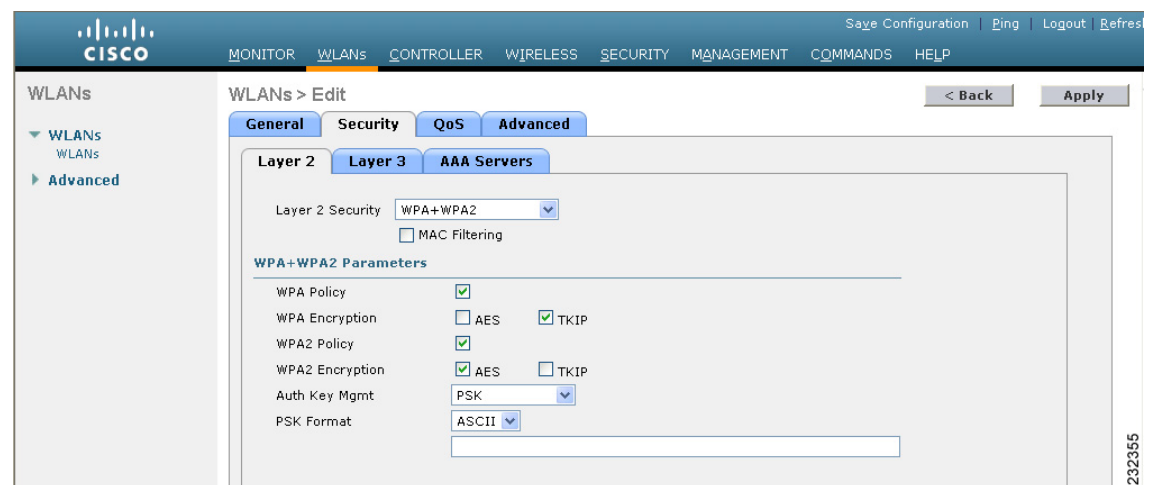 Save Configuration | Ping | Logout | Refres
CISCO
MONITOR WLANs CONTROLLER WIRELESS SECURITY MANAGEMENT COMMANDS HELP
WLANs
WLANs > Edit
< Back Apply
General Security QoS Advanced
WLANs
WLANs
Advanced
Layer 2 Layer 3 AAA Servers
Layer 2 Security WPA+WPA2
MAC Filtering
WPA+WPA2 Parameters
WPA Policy
WPA Encryption AES TKIP
WPA2 Policy
WPA2 Encryption AES TKIP
Auth Key Mgmt PSK
PSK Format ASCII
232355